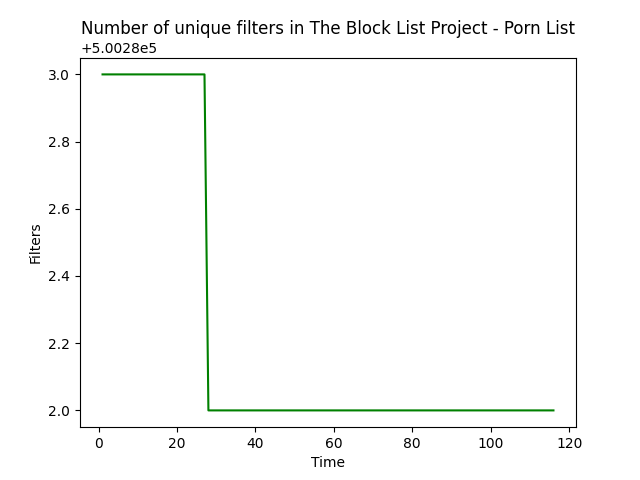 Number of unique filters in The Block List Project - Porn List
+5.0028e5
3.0
2.8
2.6
2.4
2.2
2.0
Filters
0 20 40 60 80 100 120
Time